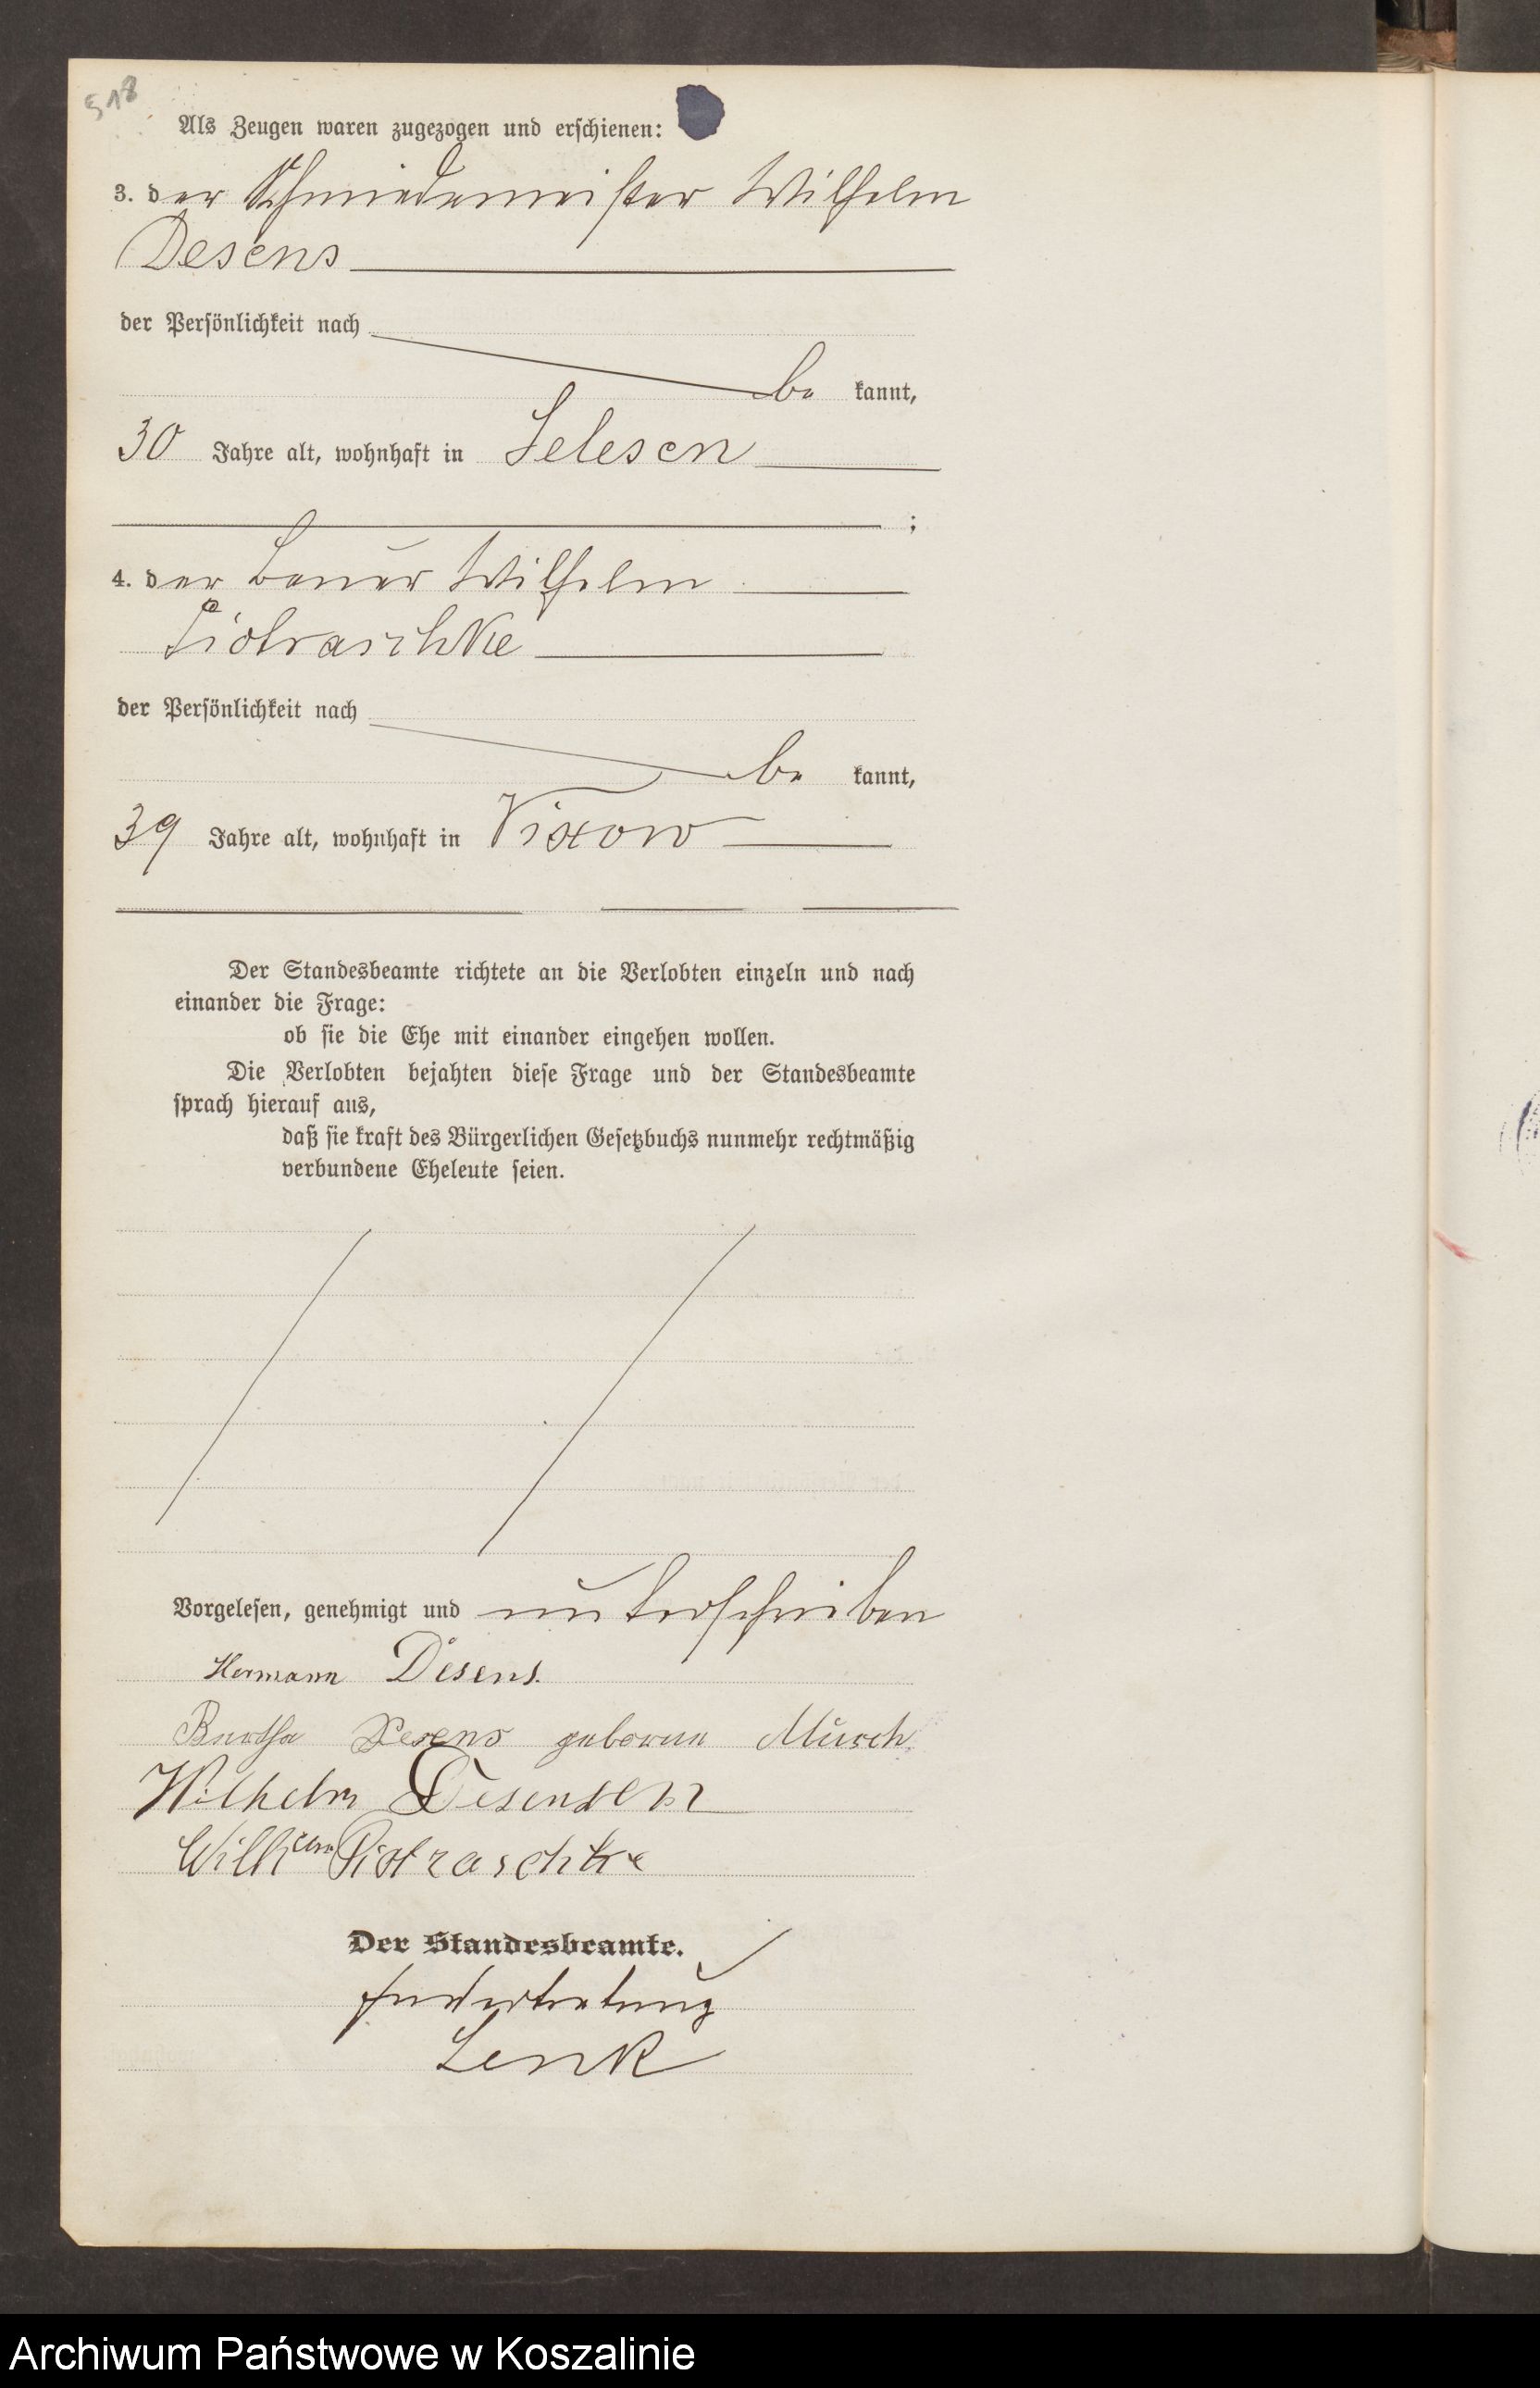 518
Als Zeugen waren zugezogen und erschienen:
3. der Schmiedemeister Wilhelm
Desens
der Persönlichkeit nach
be kannt,
30 Jahre alt, wohnhaft in Selesen
;
4. der Bauer Wilhelm
Piotraschke
der Persönlichkeit nach
be kannt,
39 Jahre alt, wohnhaft in Vixow
Der Standesbeamte richtete an die Verlobten einzeln und nach
einander die Frage:
ob sie die Ehe mit einander eingehen wollen.
Die Verlobten bejahten diese Frage und der Standesbeamte
sprach hierauf aus,
daß sie kraft des Bürgerlichen Gesetzbuchs nunmehr rechtmäßig
verbundene Eheleute seien.
Vorgelesen, genehmigt und unterschrieben
Hermann Desens.
Bertha Desens geborene Musch
Wilhelm
Wilhelm Piotraschke
Der Standesbeamte.
In Vertretung
Lenk
Archiwum Państwowe w Koszalinie